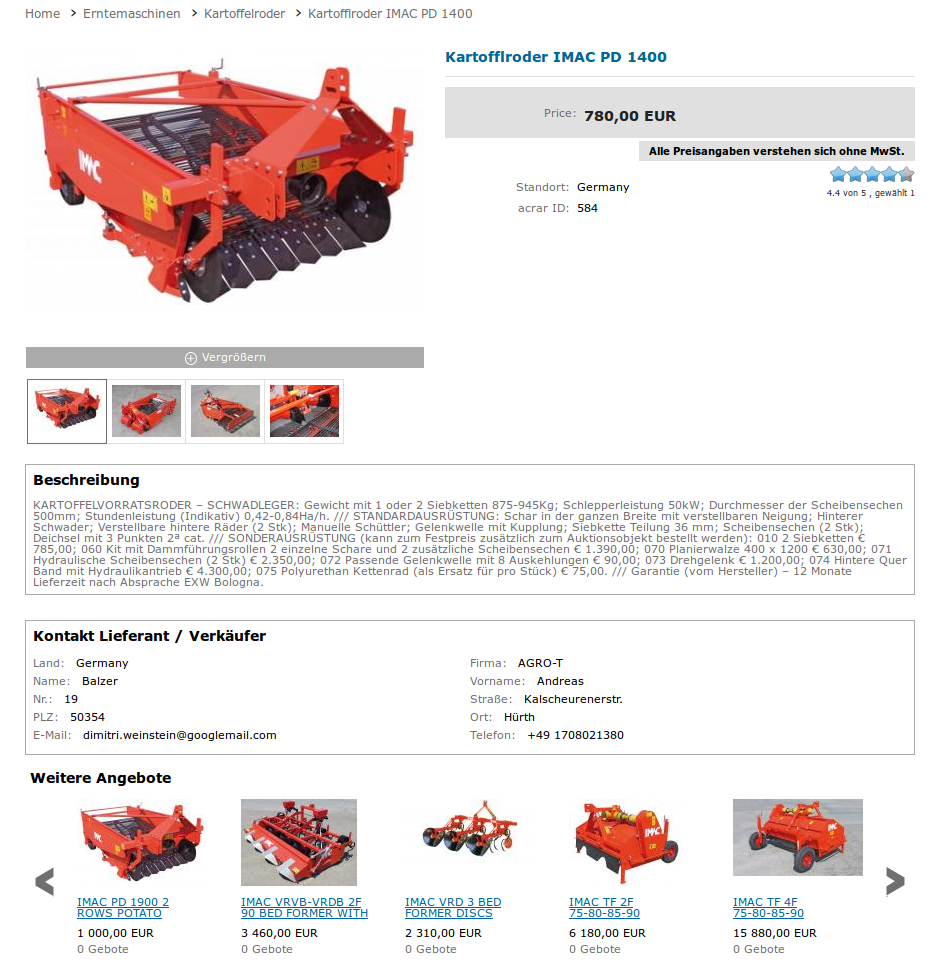 Home > Erntemaschinen > Kartoffelroder > Kartofflroder IMAC PD 1400
Kartofflroder IMAC PD 1400
Price: 780,00 EUR
Alle Preisangaben verstehen sich ohne MwSt.
4.4 von 5 , gewählt 1
Standort: Germany
acrar ID: 584
IMAC
Vergrößern
Beschreibung
KARTOFFELVORRATSRODER – SCHWADLEGER: Gewicht mit 1 oder 2 Siebketten 875-945Kg; Schlepperleistung 50kW; Durchmesser der Scheibensechen
500mm; Stundenleistung (Indikativ) 0,42-0,84Ha/h. /// STANDARDAUSRÜSTUNG: Schar in der ganzen Breite mit verstellbaren Neigung; Hinterer
Schwader; Verstellbare hintere Räder (2 Stk); Manuelle Schüttler; Gelenkwelle mit Kupplung; Siebkette Teilung 36 mm; Scheibensechen (2 Stk);
Deichsel mit 3 Punkten 2ª cat. /// SONDERAUSRÜSTUNG (kann zum Festpreis zusätzlich zum Auktionsobjekt bestellt werden): 010 2 Siebketten €
785,00; 060 Kit mit Dammführungsrollen 2 einzelne Schare und 2 zusätzliche Scheibensechen € 1.390,00; 070 Planierwalze 400 x 1200 € 630,00; 071
Hydraulische Scheibensechen (2 Stk) € 2.350,00; 072 Passende Gelenkwelle mit 8 Auskehlungen € 90,00; 073 Drehgelenk € 1.200,00; 074 Hintere Quer
Band mit Hydraulikantrieb € 4.300,00; 075 Polyurethan Kettenrad (als Ersatz für pro Stück) € 75,00. /// Garantie (vom Hersteller) – 12 Monate
Lieferzeit nach Absprache EXW Bologna.
Kontakt Lieferant / Verkäufer
Land: Germany
Firma: AGRO-T
Name: Balzer
Vorname: Andreas
Nr.: 19
Straße: Kalscheurenerstr.
PLZ: 50354
Ort: Hürth
E-Mail: dimitri.weinstein@googlemail.com
Telefon: +49 1708021380
Weitere Angebote
IMAC PD 1900 2
ROWS POTATO
1 000,00 EUR
0 Gebote
IMAC VRVB-VRDB 2F
90 BED FORMER WITH
3 460,00 EUR
0 Gebote
IMAC VRD 3 BED
FORMER DISCS
2 310,00 EUR
0 Gebote
IMAC TF 2F
75-80-85-90
6 180,00 EUR
0 Gebote
IMAC TF 4F
75-80-85-90
15 880,00 EUR
0 Gebote